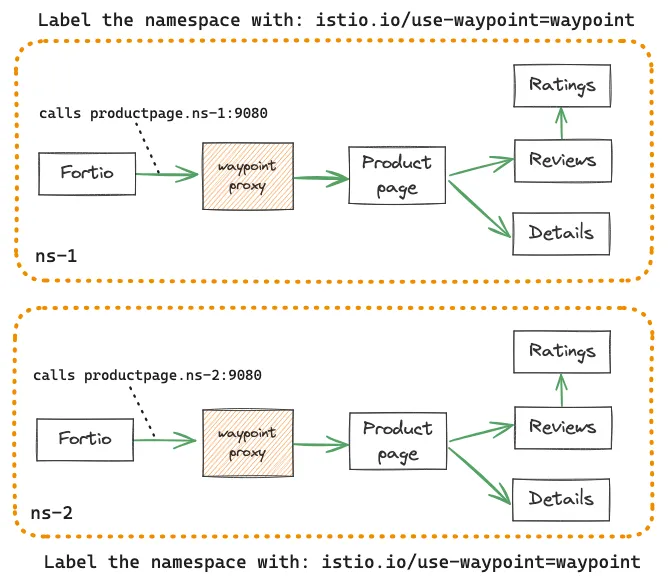 Label the namespace with: istio.io/use-waypoint=waypoint
calls productpage.ns-1:9080
Fortio
waypoint
proxy
Product
page
Ratings
Reviews
Details
ns-1
calls productpage.ns-2:9080
Fortio
waypoint
proxy
Product
page
Ratings
Reviews
Details
ns-2
Label the namespace with: istio.io/use-waypoint=waypoint